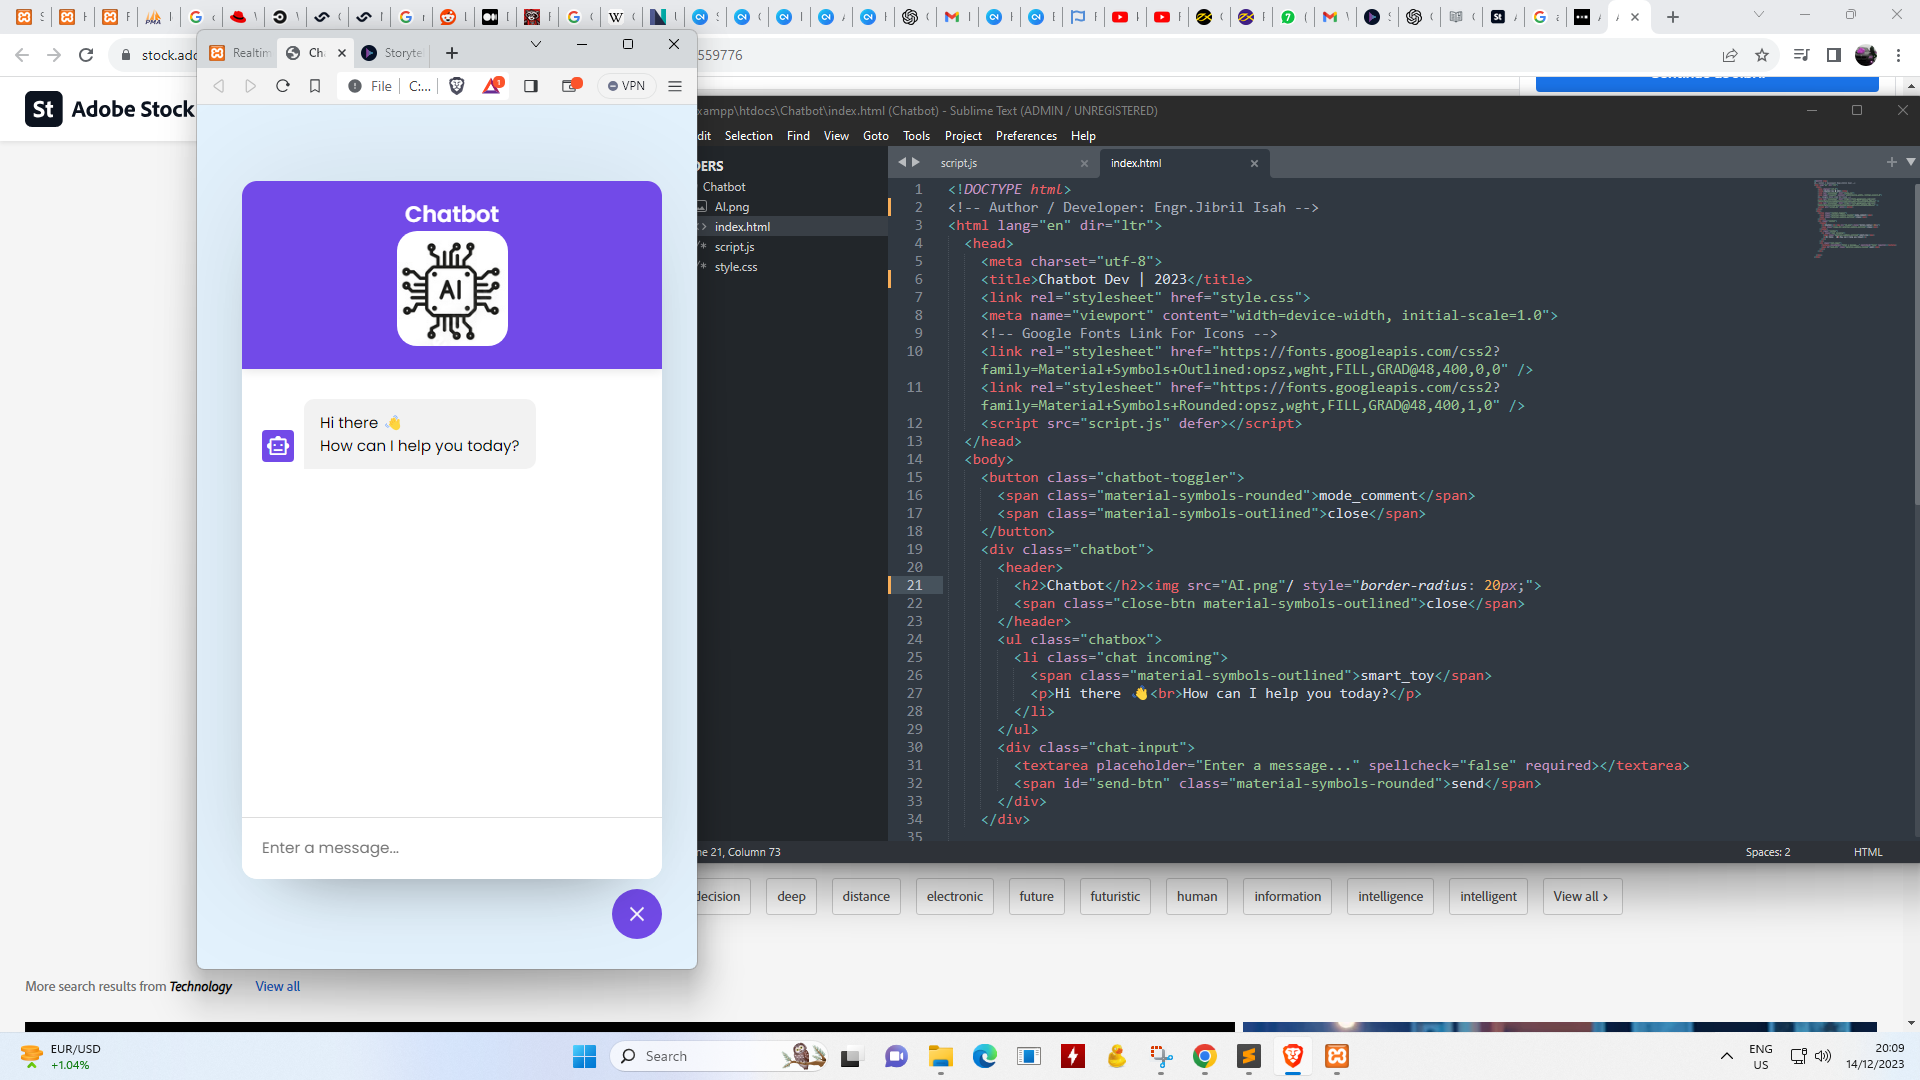 stock.adc
559776
St Adobe Stock
Realtim
Ch
Storyte
File
C:...
1
VPN
Chatbot
AI
Hi there 👋
How can I help you today?
Enter a message...
xampp\htdocs\Chatbot\index.html (Chatbot) - Sublime Text (ADMIN / UNREGISTERED)
dit Selection Find View Goto Tools Project Preferences Help
DERS
Chatbot
AI.png
index.html
script.js
style.css
script.js
index.html
1 <!DOCTYPE html>
2 <!-- Author / Developer: Engr.Jibril Isah -->
3 <html lang="en" dir="ltr">
4 <head>
5 <meta charset="utf-8">
6 <title>Chatbot Dev | 2023</title>
7 <link rel="stylesheet" href="style.css">
8 <meta name="viewport" content="width=device-width, initial-scale=1.0">
9 <!-- Google Fonts Link For Icons -->
10 <link rel="stylesheet" href="https://fonts.googleapis.com/css2?
family=Material+Symbols+Outlined:opsz,wght,FILL,GRAD@48,400,0,0" />
11 <link rel="stylesheet" href="https://fonts.googleapis.com/css2?
family=Material+Symbols+Rounded:opsz,wght,FILL,GRAD@48,400,1,0" />
12 <script src="script.js" defer></script>
13 </head>
14 <body>
15 <button class="chatbot-toggler">
16 <span class="material-symbols-rounded">mode_comment</span>
17 <span class="material-symbols-outlined">close</span>
18 </button>
19 <div class="chatbot">
20 <header>
21 <h2>Chatbot</h2><img src="AI.png"/ style="border-radius: 20px;">
22 <span class="close-btn material-symbols-outlined">close</span>
23 </header>
24 <ul class="chatbox">
25 <li class="chat incoming">
26 <span class="material-symbols-outlined">smart_toy</span>
27 <p>Hi there 👋<br>How can I help you today?</p>
28 </li>
29 </ul>
30 <div class="chat-input">
31 <textarea placeholder="Enter a message..." spellcheck="false" required></textarea>
32 <span id="send-btn" class="material-symbols-rounded">send</span>
33 </div>
34 </div>
35
ne 21, Column 73
Spaces: 2
HTML
decision deep distance electronic future futuristic human information intelligence intelligent View all ›
More search results from Technology View all
EUR/USD
+1.04%
Search
ENG
US
20:09
14/12/2023